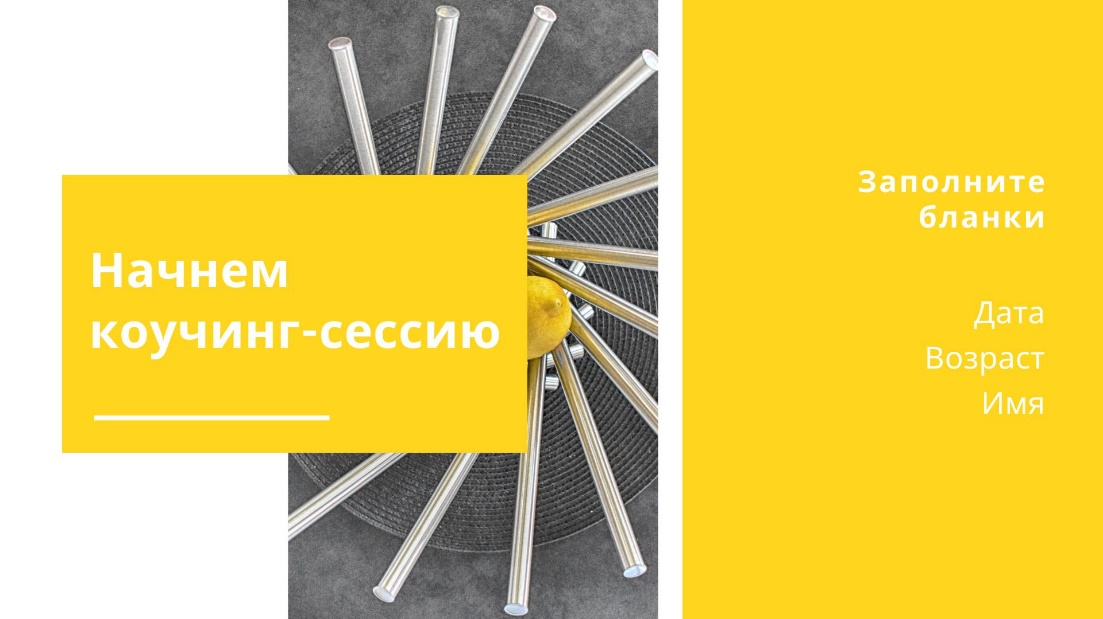 Начнем
коучинг-сессию
Заполните
бланки
Дата
Возраст
Имя